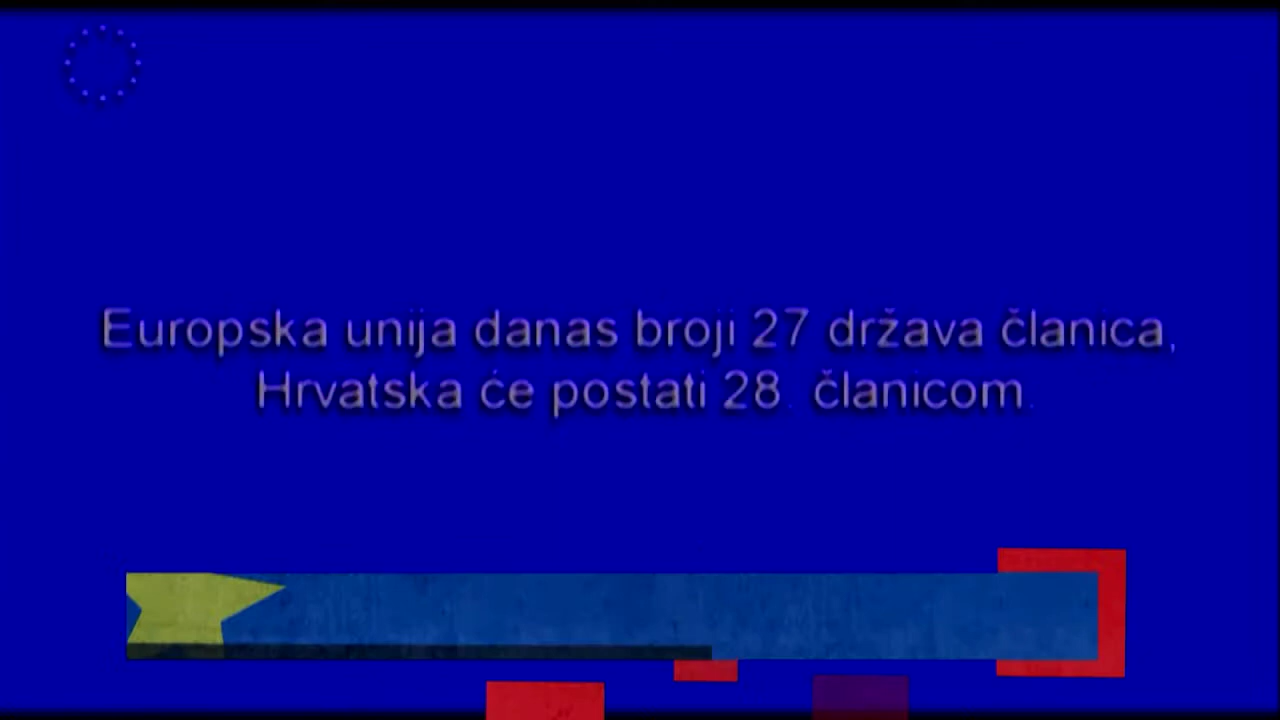 Europska unija danas broji 27 država članica,
Hrvatska će postati 28. članicom.